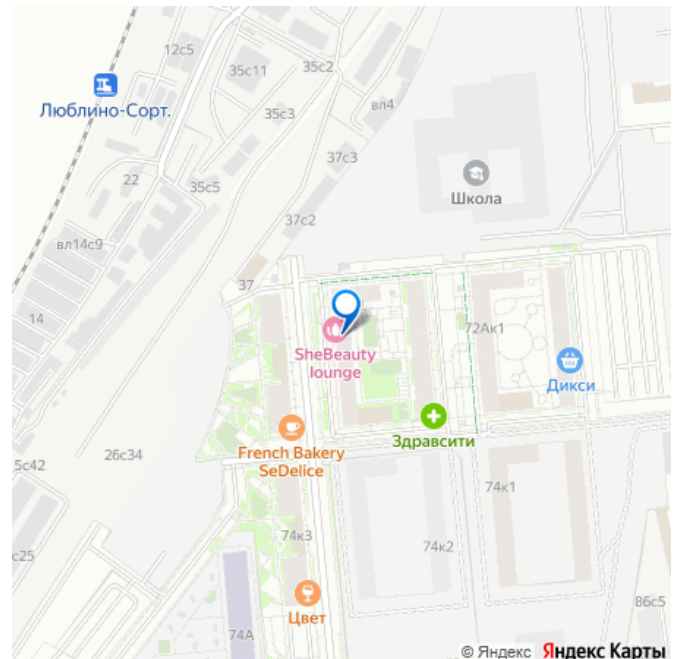 12с5
35с11
35с2
Люблино-Сорт.
35с3
вл4
37с3
22
35с5
Школа
37с2
вл14с9
37
14
72Ак1
SheBeauty
lounge
Дикси
Здравсити
French Bakery
SeDelice
26с34
5с42
74к1
74к3
74к2
с25
86с5
Цвет
74А
© Яндекс Яндекс Карты